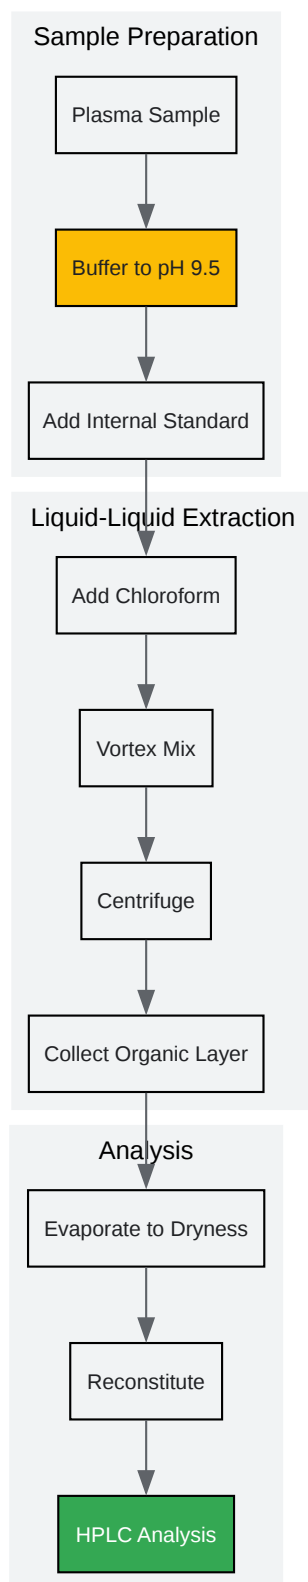 Sample Preparation
Plasma Sample
Buffer to pH 9.5
Add Internal Standard
Liquid-Liquid Extraction
Add Chloroform
Vortex Mix
Centrifuge
Collect Organic Layer
Analysis
Evaporate to Dryness
Reconstitute
HPLC Analysis